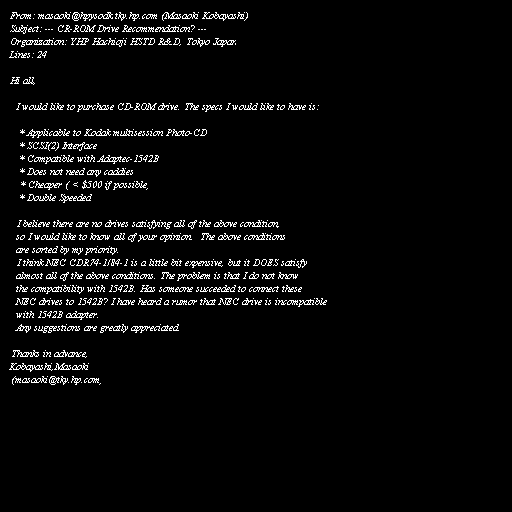 From: masaoki@hpysodk.tky.hp.com (Masaoki Kobayashi)
Subject: --- CR-ROM Drive Recommendation? ---
Organization: YHP Hachioji HSTD R&D, Tokyo Japan.
Lines: 24
Hi all,
I would like to purchase CD-ROM drive. The specs I would like to have is:
* Applicable to Kodak multisession Photo-CD
* SCSI(2) Interface
* Compatible with Adaptec-1542B
* Does not need any caddies
* Cheaper ( < $500 if possible)
* Double Speeded
I believe there are no drives satisfying all of the above condition,
so I would like to know all of your opinion. The above conditions
are sorted by my priority.
I think NEC CDR74-1/84-1 is a little bit expensive, but it DOES satisfy
almost all of the above conditions. The problem is that I do not know
the compatibility with 1542B. Has someone succeeded to connect these
NEC drives to 1542B? I have heard a rumor that NEC drive is incompatible
with 1542B adapter.
Any suggestions are greatly appreciated.
Thanks in advance,
Kobayashi,Masaoki
(masaoki@tky.hp.com)